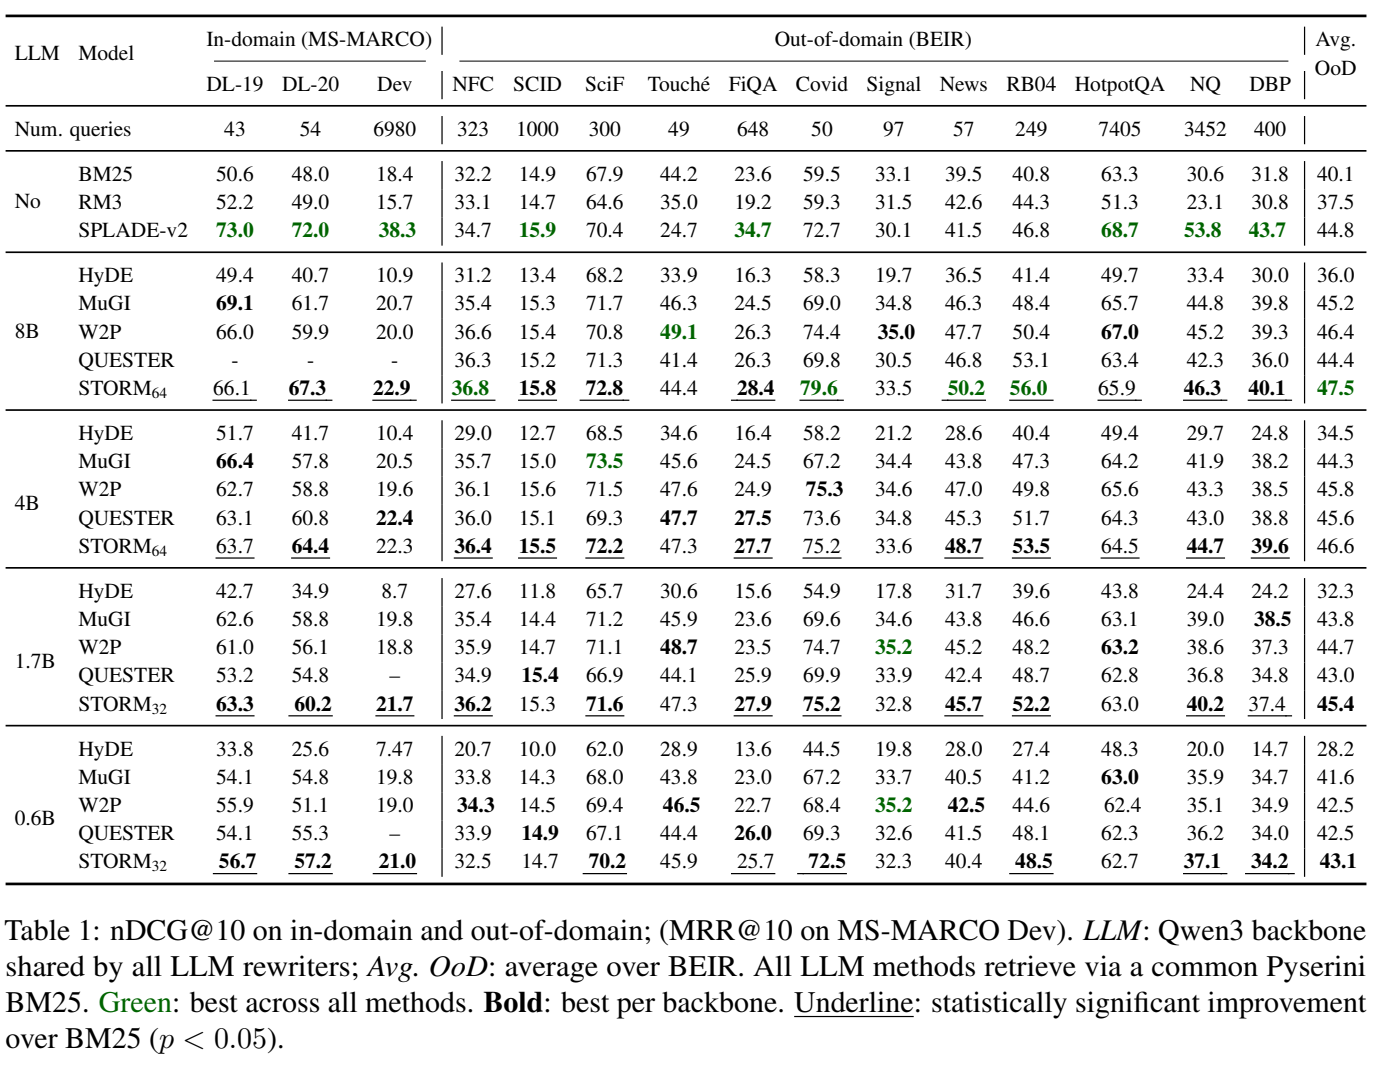 LLM Model In-domain (MS-MARCO) Out-of-domain (BEIR) Avg. OoD
DL-19 DL-20 Dev NFC SCID SciF Touché FiQA Covid Signal News RB04 HotpotQA NQ DBP
Num. queries 43 54 6980 323 1000 300 49 648 50 97 57 249 7405 3452 400
No
BM25 50.6 48.0 18.4 32.2 14.9 67.9 44.2 23.6 59.5 33.1 39.5 40.8 63.3 30.6 31.8 40.1
RM3 52.2 49.0 15.7 33.1 14.7 64.6 35.0 19.2 59.3 31.5 42.6 44.3 51.3 23.1 30.8 37.5
SPLADE-v2 73.0 72.0 38.3 34.7 15.9 70.4 24.7 34.7 72.7 30.1 41.5 46.8 68.7 53.8 43.7 44.8
8B
HyDE 49.4 40.7 10.9 31.2 13.4 68.2 33.9 16.3 58.3 19.7 36.5 41.4 49.7 33.4 30.0 36.0
MuGI 69.1 61.7 20.7 35.4 15.3 71.7 46.3 24.5 69.0 34.8 46.3 48.4 65.7 44.8 39.8 45.2
W2P 66.0 59.9 20.0 36.6 15.4 70.8 49.1 26.3 74.4 35.0 47.7 50.4 67.0 45.2 39.3 46.4
QUESTER - - - 36.3 15.2 71.3 41.4 26.3 69.8 30.5 46.8 53.1 63.4 42.3 36.0 44.4
STORM64 66.1 67.3 22.9 36.8 15.8 72.8 44.4 28.4 79.6 33.5 50.2 56.0 65.9 46.3 40.1 47.5
4B
HyDE 51.7 41.7 10.4 29.0 12.7 68.5 34.6 16.4 58.2 21.2 28.6 40.4 49.4 29.7 24.8 34.5
MuGI 66.4 57.8 20.5 35.7 15.0 73.5 45.6 24.5 67.2 34.4 43.8 47.3 64.2 41.9 38.2 44.3
W2P 62.7 58.8 19.6 36.1 15.6 71.5 47.6 24.9 75.3 34.6 47.0 49.8 65.6 43.3 38.5 45.8
QUESTER 63.1 60.8 22.4 36.0 15.1 69.3 47.7 27.5 73.6 34.8 45.3 51.7 64.3 43.0 38.8 45.6
STORM64 63.7 64.4 22.3 36.4 15.5 72.2 47.3 27.7 75.2 33.6 48.7 53.5 64.5 44.7 39.6 46.6
1.7B
HyDE 42.7 34.9 8.7 27.6 11.8 65.7 30.6 15.6 54.9 17.8 31.7 39.6 43.8 24.4 24.2 32.3
MuGI 62.6 58.8 19.8 35.4 14.4 71.2 45.9 23.6 69.6 34.6 43.8 46.6 63.1 39.0 38.5 43.8
W2P 61.0 56.1 18.8 35.9 14.7 71.1 48.7 23.5 74.7 35.2 45.2 48.2 63.2 38.6 37.3 44.7
QUESTER 53.2 54.8 – 34.9 15.4 66.9 44.1 25.9 69.9 33.9 42.4 48.7 62.8 36.8 34.8 43.0
STORM32 63.3 60.2 21.7 36.2 15.3 71.6 47.3 27.9 75.2 32.8 45.7 52.2 63.0 40.2 37.4 45.4
0.6B
HyDE 33.8 25.6 7.47 20.7 10.0 62.0 28.9 13.6 44.5 19.8 28.0 27.4 48.3 20.0 14.7 28.2
MuGI 54.1 54.8 19.8 33.8 14.3 68.0 43.8 23.0 67.2 33.7 40.5 41.2 63.0 35.9 34.7 41.6
W2P 55.9 51.1 19.0 34.3 14.5 69.4 46.5 22.7 68.4 35.2 42.5 44.6 62.4 35.1 34.9 42.5
QUESTER 54.1 55.3 – 33.9 14.9 67.1 44.4 26.0 69.3 32.6 41.5 48.1 62.3 36.2 34.0 42.5
STORM32 56.7 57.2 21.0 32.5 14.7 70.2 45.9 25.7 72.5 32.3 40.4 48.5 62.7 37.1 34.2 43.1
Table 1: nDCG@10 on in-domain and out-of-domain; (MRR@10 on MS-MARCO Dev). LLM: Qwen3 backbone
shared by all LLM rewriters; Avg. OoD: average over BEIR. All LLM methods retrieve via a common Pyserini
BM25. Green: best across all methods. Bold: best per backbone. Underline: statistically significant improvement
over BM25 (p < 0.05).